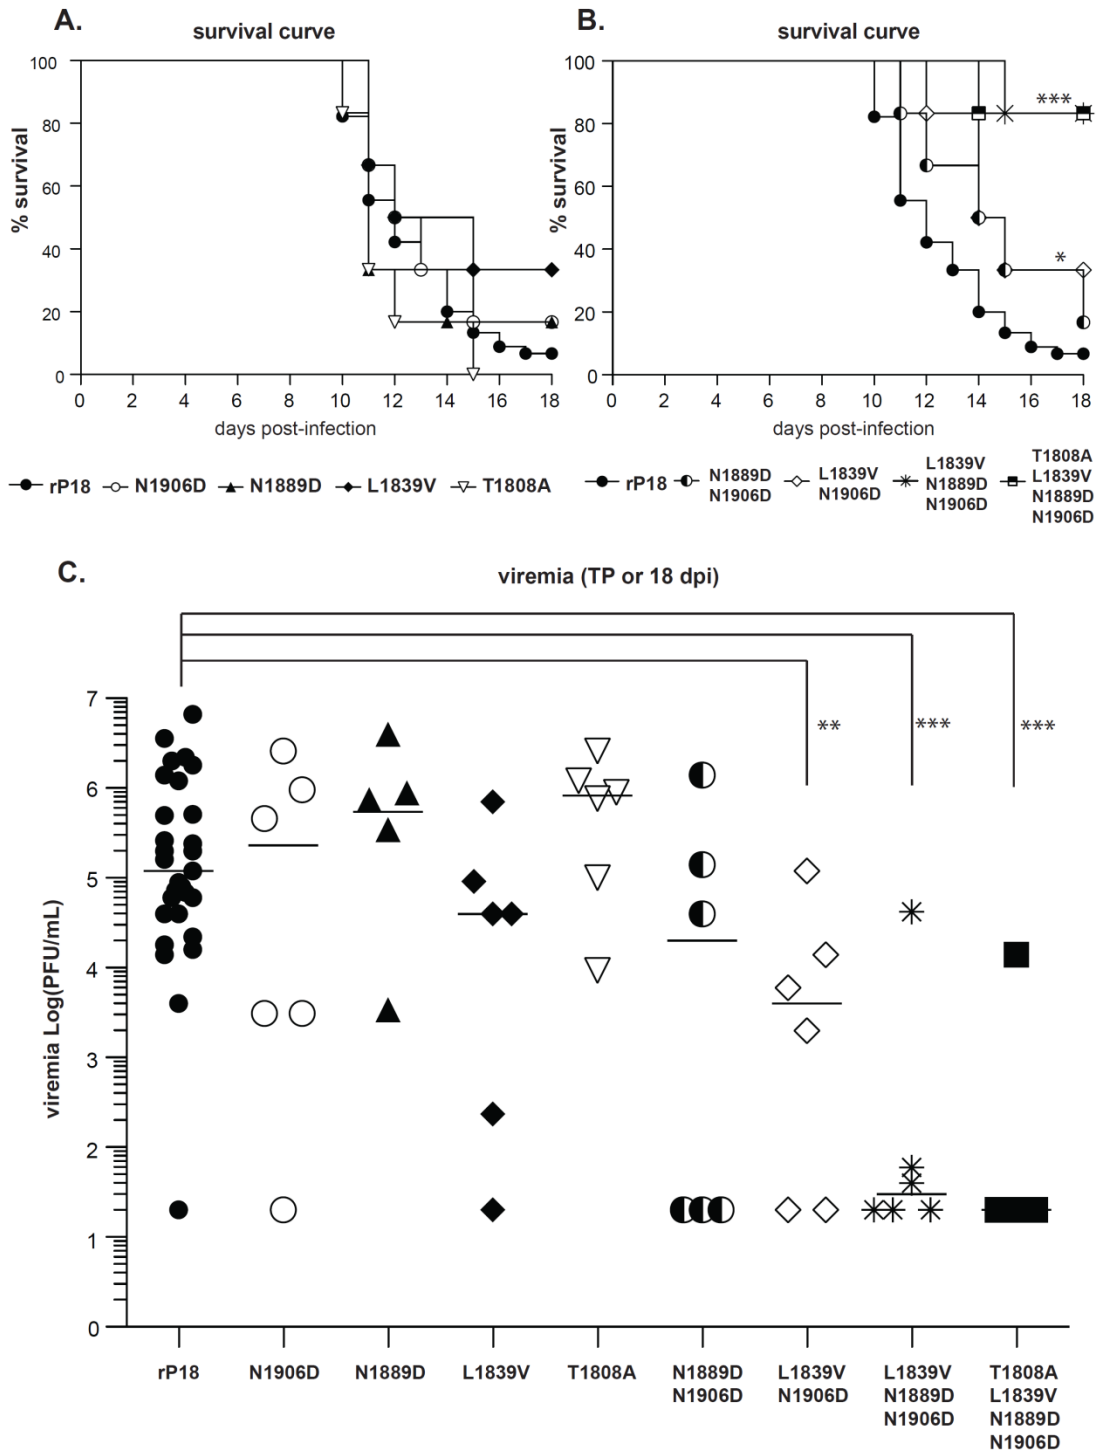 A.
survival curve
% survival
100
80
60
40
20
0
0 2 4 6 8 10 12 14 16 18
days post-infection
rP18 N1906D N1889D L1839V T1808A
B.
survival curve
% survival
100
80
60
40
20
0
***
*
0 2 4 6 8 10 12 14 16 18
days post-infection
rP18
N1889D
N1906D
L1839V
N1906D
L1839V
N1889D
N1906D
T1808A
L1839V
N1889D
N1906D
C.
viremia (TP or 18 dpi)
** *** ***
viremia Log(PFU/mL)
7
6
5
4
3
2
1
0
rP18
N1906D
N1889D
L1839V
T1808A
N1889D
N1906D
L1839V
N1906D
L1839V
N1889D
N1906D
T1808A
L1839V
N1889D
N1906D